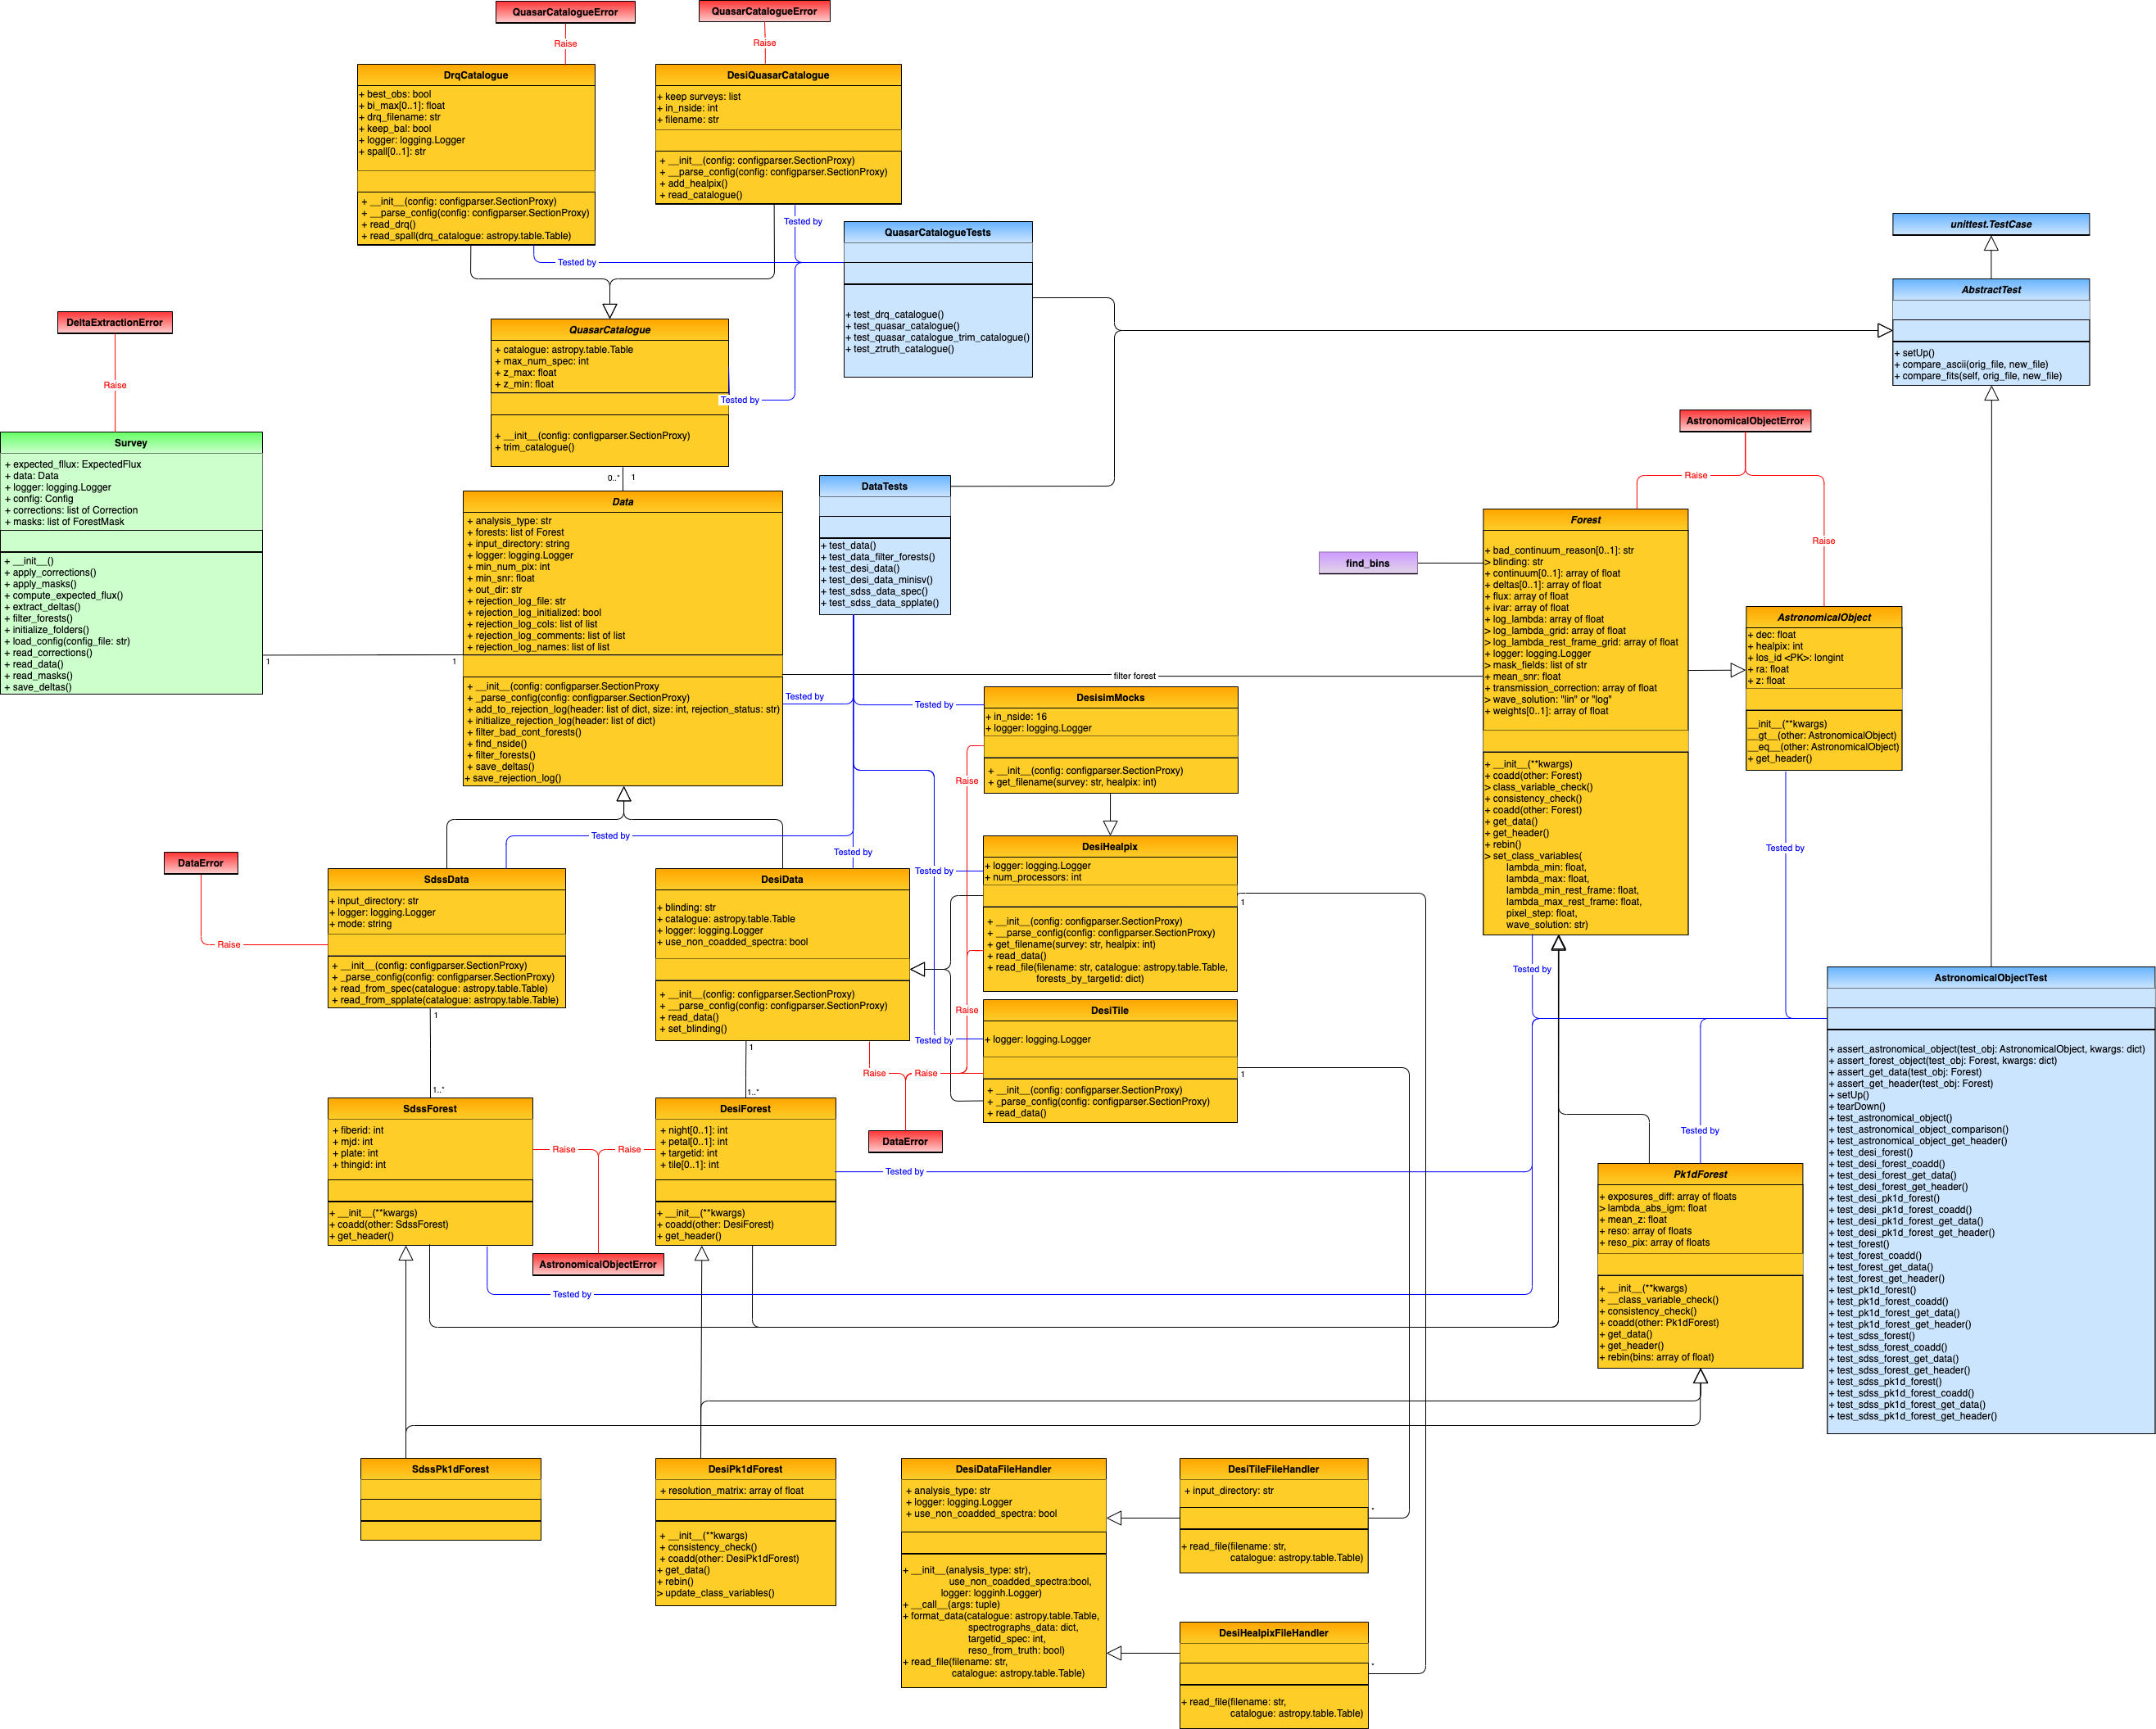 QuasarCatalogueError
Raise
DrqCatalogue
+ best_obs: bool
+ bi_max[0..1]: float
+ drq_filename: str
+ keep_bal: bool
+ logger: logging.Logger
+ spall[0..1]: str
+ __init__(config: configparser.SectionProxy)
+ __parse_config(config: configparser.SectionProxy)
+ read_drq()
+ read_spall(drq_catalogue: astropy.table.Table)
QuasarCatalogueError
Raise
DesiQuasarCatalogue
+ keep surveys: list
+ in_nside: int
+ filename: str
+ __init__(config: configparser.SectionProxy)
+ __parse_config(config: configparser.SectionProxy)
+ add_healpix()
+ read_catalogue()
Tested by
Tested by
QuasarCatalogueTests
+ test_drq_catalogue()
+ test_quasar_catalogue()
+ test_quasar_catalogue_trim_catalogue()
+ test_ztruth_catalogue()
unittest.TestCase
AbstractTest
+ setUp()
+ compare_ascii(orig_file, new_file)
+ compare_fits(self, orig_file, new_file)
DeltaExtractionError
Raise
QuasarCatalogue
+ catalogue: astropy.table.Table
+ max_num_spec: int
+ z_max: float
+ z_min: float
+ __init__(config: configparser.SectionProxy)
+ trim_catalogue()
Tested by
0..*
1
Survey
+ expected_fllux: ExpectedFlux
+ data: Data
+ logger: logging.Logger
+ config: Config
+ corrections: list of Correction
+ masks: list of ForestMask
+ __init__()
+ apply_corrections()
+ apply_masks()
+ compute_expected_flux()
+ extract_deltas()
+ filter_forests()
+ initialize_folders()
+ load_config(config_file: str)
+ read_corrections()
+ read_data()
+ read_masks()
+ save_deltas()
1
1
Data
+ analysis_type: str
+ forests: list of Forest
+ input_directory: string
+ logger: logging.Logger
+ min_num_pix: int
+ min_snr: float
+ out_dir: str
+ rejection_log_file: str
+ rejection_log_initialized: bool
+ rejection_log_cols: list of list
+ rejection_log_comments: list of list
+ rejection_log_names: list of list
+ __init__(config: configparser.SectionProxy
+ _parse_config(config: configparser.SectionProxy)
+ add_to_rejection_log(header: list of dict, size: int, rejection_status: str)
+ initialize_rejection_log(header: list of dict)
+ filter_bad_cont_forests()
+ find_nside()
+ filter_forests()
+ save_deltas()
+ save_rejection_log()
DataTests
+ test_data()
+ test_data_filter_forests()
+ test_desi_data()
+ test_desi_data_minisv()
+ test_sdss_data_spec()
+ test_sdss_data_spplate()
filter forest
Tested by
Tested by
Tested by
Tested by
Tested by
Tested by
find_bins
AstronomicalObjectError
Raise
Raise
Forest
+ bad_continuum_reason[0..1]: str
> blinding: str
+ continuum[0..1]: array of float
+ deltas[0..1]: array of float
+ flux: array of float
+ ivar: array of float
+ log_lambda: array of float
> log_lambda_grid: array of float
> log_lambda_rest_frame_grid: array of float
+ logger: logging.Logger
> mask_fields: list of str
+ mean_snr: float
+ transmission_correction: array of float
> wave_solution: "lin" or "log"
+ weights[0..1]: array of float
+ __init__(**kwargs)
+ coadd(other: Forest)
> class_variable_check()
+ consistency_check()
+ coadd(other: Forest)
+ get_data()
+ get_header()
+ rebin()
> set_class_variables(
lambda_min: float,
lambda_max: float,
lambda_min_rest_frame: float,
lambda_max_rest_frame: float,
pixel_step: float,
wave_solution: str)
AstronomicalObject
+ dec: float
+ healpix: int
+ los_id <PK>: longint
+ ra: float
+ z: float
__init__(**kwargs)
__gt__(other: AstronomicalObject)
__eq__(other: AstronomicalObject)
+ get_header()
Tested by
Tested by
DesisimMocks
+ in_nside: 16
+ logger: logging.Logger
+ __init__(config: configparser.SectionProxy)
+ get_filename(survey: str, healpix: int)
Raise
DesiHealpix
+ logger: logging.Logger
+ num_processors: int
+ __init__(config: configparser.SectionProxy)
+ __parse_config(config: configparser.SectionProxy)
+ get_filename(survey: str, healpix: int)
+ read_data()
+ read_file(filename: str, catalogue: astropy.table.Table,
forests_by_targetid: dict)
1
Raise
DesiTile
+ logger: logging.Logger
+ __init__(config: configparser.SectionProxy)
+ _parse_config(config: configparser.SectionProxy)
+ read_data()
1
DataError
Raise
SdssData
+ input_directory: str
+ logger: logging.Logger
+ mode: string
+ __init__(config: configparser.SectionProxy)
+ _parse_config(config: configparser.SectionProxy)
+ read_from_spec(catalogue: astropy.table.Table)
+ read_from_spplate(catalogue: astropy.table.Table)
1
1..*
DesiData
+ blinding: str
+ catalogue: astropy.table.Table
+ logger: logging.Logger
+ use_non_coadded_spectra: bool
+ __init__(config: configparser.SectionProxy)
+ __parse_config(config: configparser.SectionProxy)
+ read_data()
+ set_blinding()
1
1..*
Raise
Raise
DataError
SdssForest
+ fiberid: int
+ mjd: int
+ plate: int
+ thingid: int
+ __init__(**kwargs)
+ coadd(other: SdssForest)
+ get_header()
Raise
Raise
AstronomicalObjectError
DesiForest
+ night[0..1]: int
+ petal[0..1]: int
+ targetid: int
+ tile[0..1]: int
+ __init__(**kwargs)
+ coadd(other: DesiForest)
+ get_header()
Tested by
Tested by
Tested by
Pk1dForest
+ exposures_diff: array of floats
> lambda_abs_igm: float
+ mean_z: float
+ reso: array of floats
+ reso_pix: array of floats
+ __init__(**kwargs)
+ __class_variable_check()
+ consistency_check()
+ coadd(other: Pk1dForest)
+ get_data()
+ get_header()
+ rebin(bins: array of float)
AstronomicalObjectTest
+ assert_astronomical_object(test_obj: AstronomicalObject, kwargs: dict)
+ assert_forest_object(test_obj: Forest, kwargs: dict)
+ assert_get_data(test_obj: Forest)
+ assert_get_header(test_obj: Forest)
+ setUp()
+ tearDown()
+ test_astronomical_object()
+ test_astronomical_object_comparison()
+ test_astronomical_object_get_header()
+ test_desi_forest()
+ test_desi_forest_coadd()
+ test_desi_forest_get_data()
+ test_desi_forest_get_header()
+ test_desi_pk1d_forest()
+ test_desi_pk1d_forest_coadd()
+ test_desi_pk1d_forest_get_data()
+ test_desi_pk1d_forest_get_header()
+ test_forest()
+ test_forest_coadd()
+ test_forest_get_data()
+ test_forest_get_header()
+ test_pk1d_forest()
+ test_pk1d_forest_coadd()
+ test_pk1d_forest_get_data()
+ test_pk1d_forest_get_header()
+ test_sdss_forest()
+ test_sdss_forest_coadd()
+ test_sdss_forest_get_data()
+ test_sdss_forest_get_header()
+ test_sdss_pk1d_forest()
+ test_sdss_pk1d_forest_coadd()
+ test_sdss_pk1d_forest_get_data()
+ test_sdss_pk1d_forest_get_header()
SdssPk1dForest
DesiPk1dForest
+ resolution_matrix: array of float
+ __init__(**kwargs)
+ consistency_check()
+ coadd(other: DesiPk1dForest)
+ get_data()
+ rebin()
> update_class_variables()
DesiDataFileHandler
+ analysis_type: str
+ logger: logging.Logger
+ use_non_coadded_spectra: bool
+ __init__(analysis_type: str),
use_non_coadded_spectra:bool,
logger: logginh.Logger)
+ __call__(args: tuple)
+ format_data(catalogue: astropy.table.Table,
spectrographs_data: dict,
targetid_spec: int,
reso_from_truth: bool)
+ read_file(filename: str,
catalogue: astropy.table.Table)
DesiTileFileHandler
+ input_directory: str
+ read_file(filename: str,
catalogue: astropy.table.Table)
*
DesiHealpixFileHandler
+ read_file(filename: str,
catalogue: astropy.table.Table)
*